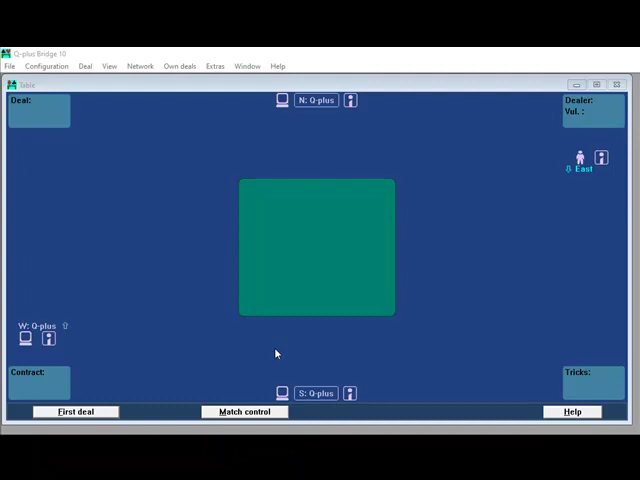 Q-plus Bridge 10
File Configuration Deal View Network Own deals Extras Window Help
Table
Deal:
N: Q-plus
Dealer:
Vul. :
East
W: Q-plus
Contract:
S: Q-plus
Tricks:
First deal
Match control
Help